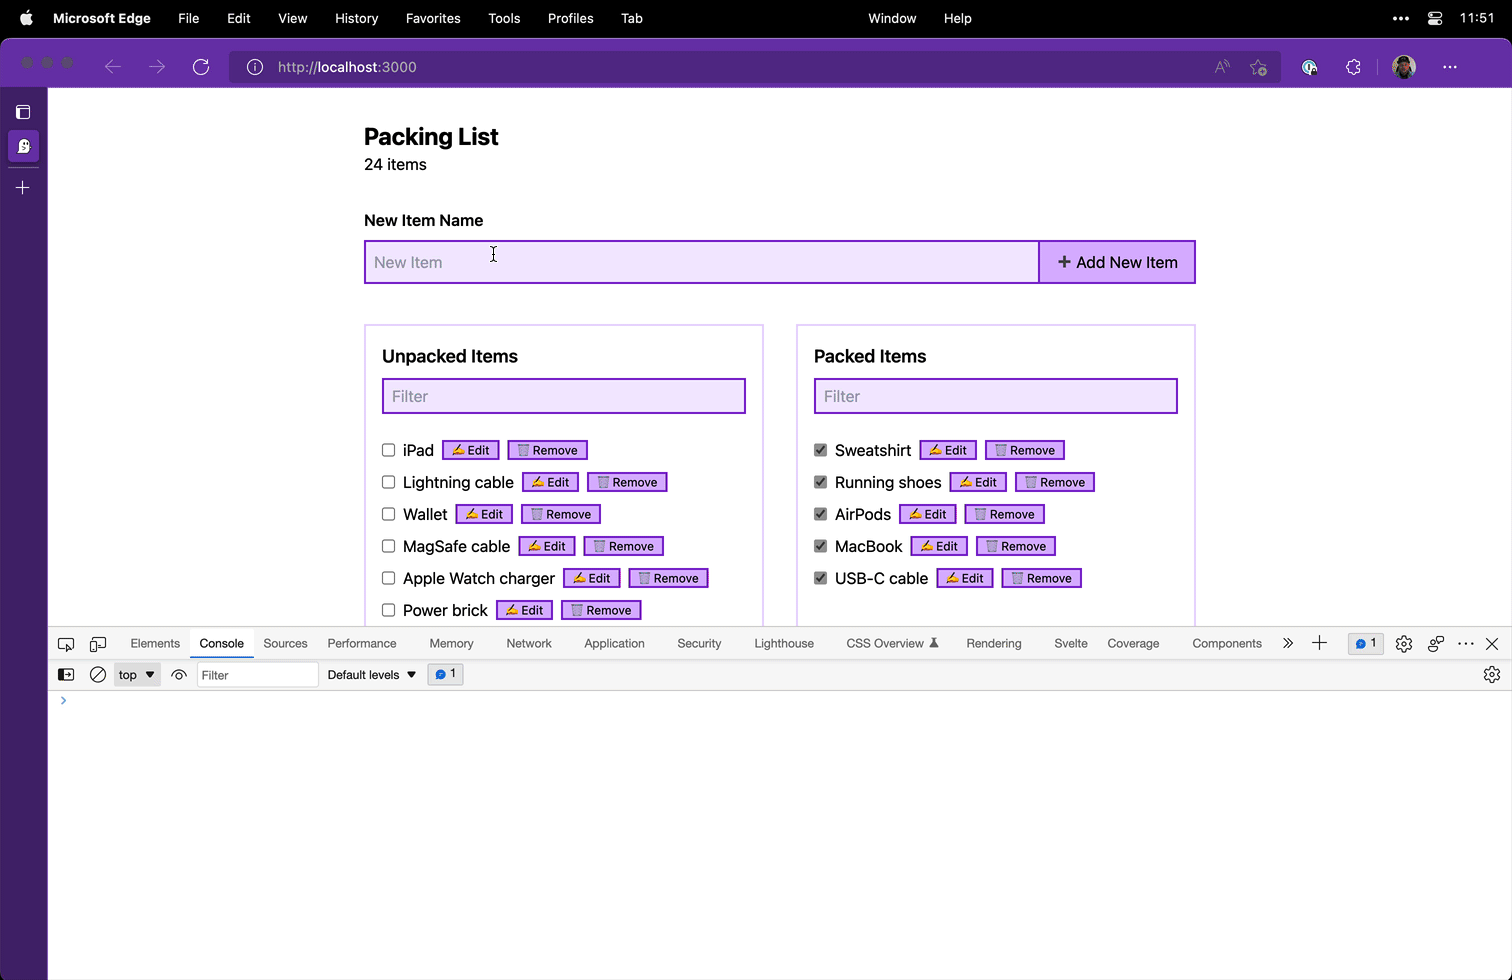 Microsoft Edge File Edit View History Favorites Tools Profiles Tab Window Help 11:51
http://localhost:3000
Packing List
24 items
New Item Name
New Item
+ Add New Item
Unpacked Items
Filter
iPad Edit Remove
Lightning cable Edit Remove
Wallet Edit Remove
MagSafe cable Edit Remove
Apple Watch charger Edit Remove
Power brick Edit Remove
Packed Items
Filter
Sweatshirt Edit Remove
Running shoes Edit Remove
AirPods Edit Remove
MacBook Edit Remove
USB-C cable Edit Remove
Elements Console Sources Performance Memory Network Application Security Lighthouse CSS Overview Rendering Svelte Coverage Components 1
top Filter Default levels 1